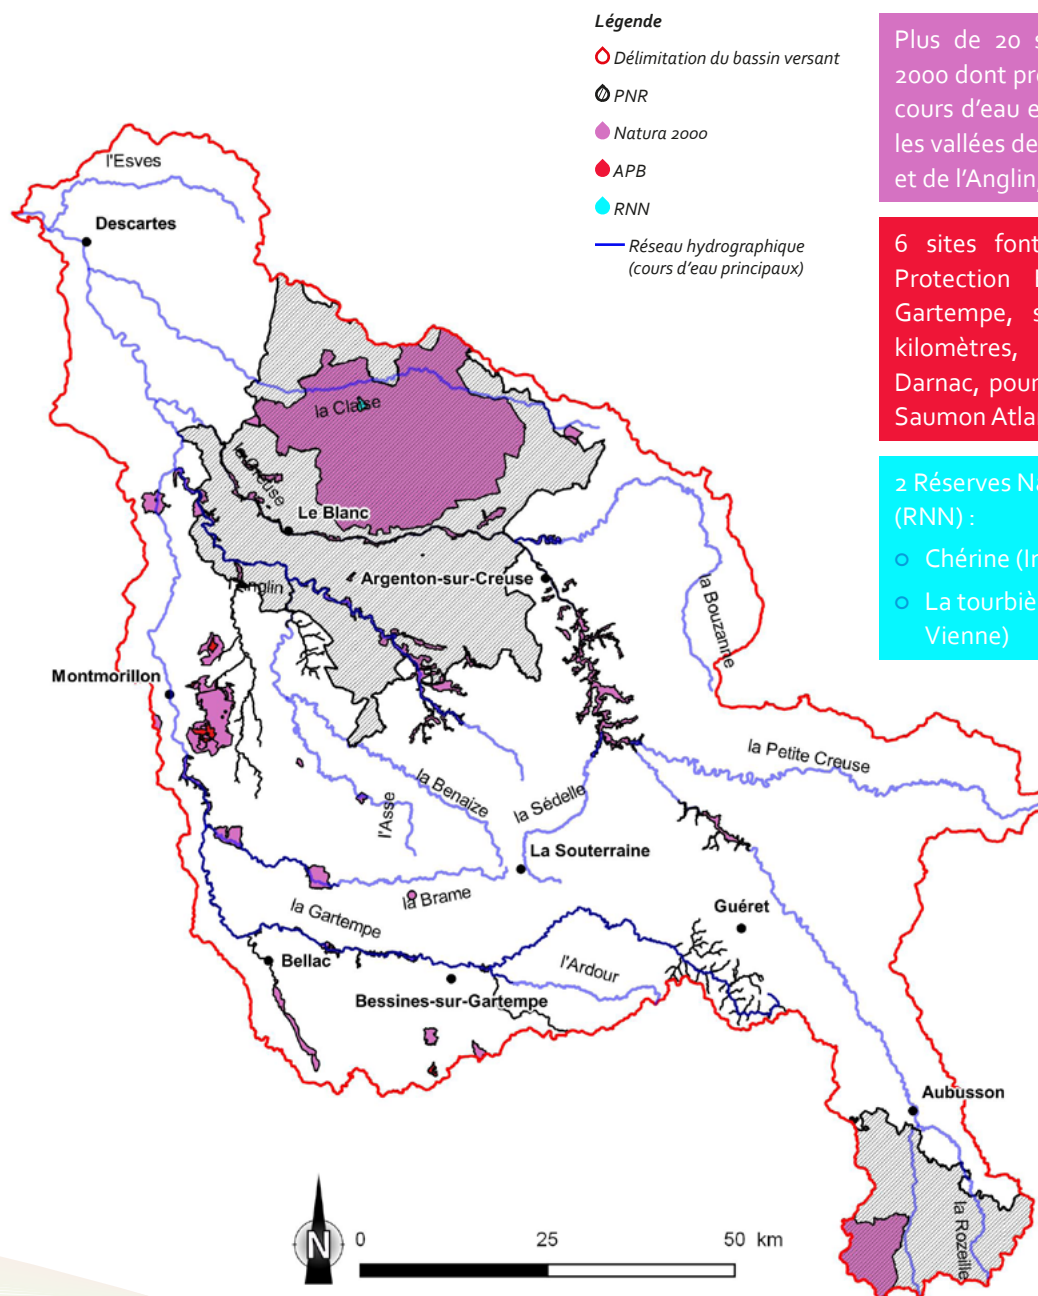 Légende
Délimitation du bassin versant
PNR
Natura 2000
APB
RNN
Réseau hydrographique
(cours d'eau principaux)
Plus de 20
2000 dont
cours d'eau
les vallées de
et de l'Anglin,
6 sites font
Protection
Gartempe,
kilomètres,
Darnac, pour
Saumon
2 Réserves
(RNN) :
Chérine
La
Vienne)
l'Esves
Descartes
la Claise
la Creuse
Le Blanc
Argenton-sur-Creuse
l'Anglin
la Bouzanne
Montmorillon
la Petite Creuse
la Benaize
la Sédelle
l'Asse
La Souterraine
la Brame
la Gartempe
Guéret
Bellac
l'Ardour
Bessines-sur-Gartempe
Aubusson
la Rozeille
N
0 25 50 km